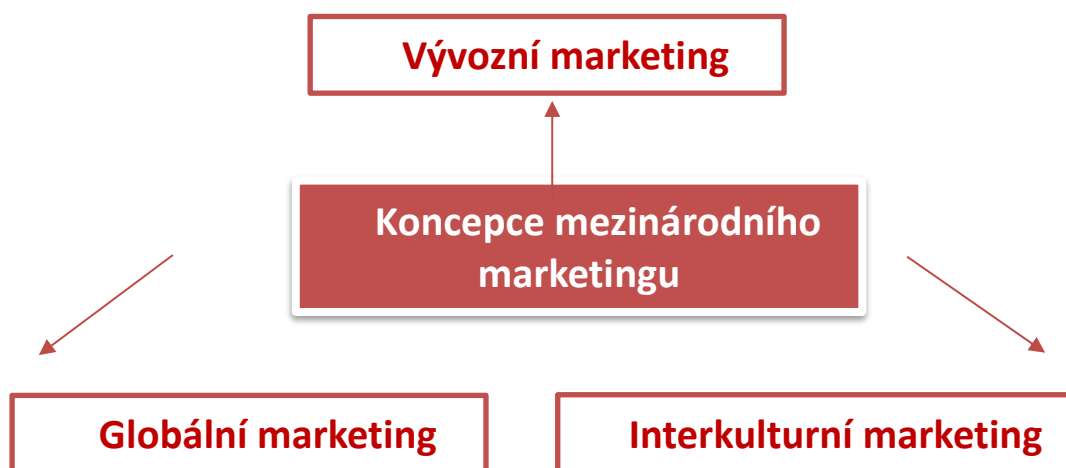 Vývozní marketing
Koncepce mezinárodního
marketingu
Globální marketing
Interkulturní marketing